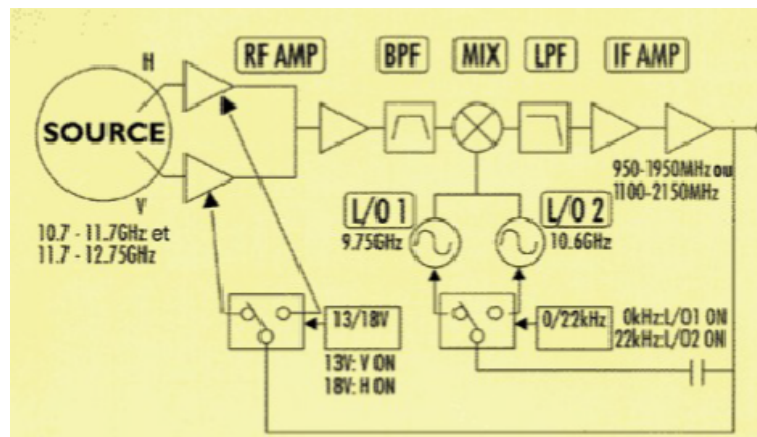 H
RF AMP
BPF
MIX
LPF
IF AMP
SOURCE
V
10.7 - 11.7GHz et
11.7 - 12.75GHz
950-1950MHz ou
1100-2150MHz
L/O 1
9.75GHz
L/O 2
10.6GHz
13/18V
13V: V ON
18V: H ON
0/22kHz
0kHz:L/O1 ON
22kHz:L/O2 ON